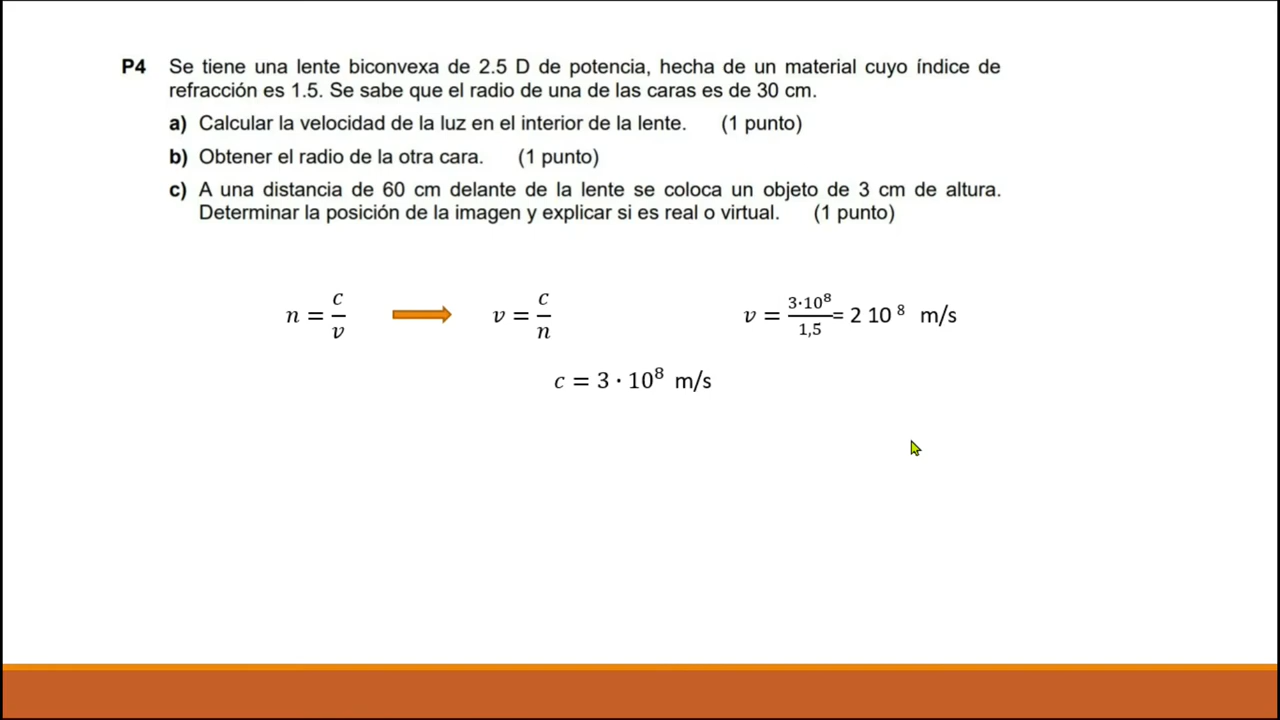 P4 Se tiene una lente biconvexa de 2.5 D de potencia, hecha de un material cuyo índice de
refracción es 1.5. Se sabe que el radio de una de las caras es de 30 cm.
a) Calcular la velocidad de la luz en el interior de la lente. (1 punto)
b) Obtener el radio de la otra cara. (1 punto)
c) A una distancia de 60 cm delante de la lente se coloca un objeto de 3 cm de altura.
Determinar la posición de la imagen y explicar si es real o virtual. (1 punto)
n = c/v v = c/n v = 3·10⁸/1,5 = 2 10 ⁸ m/s
c = 3 · 10⁸ m/s